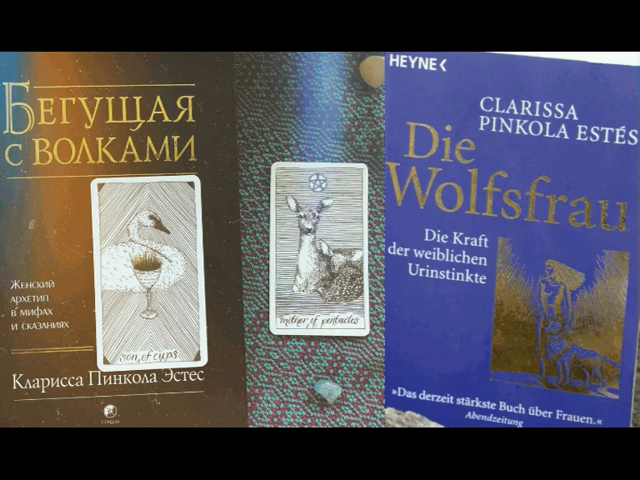 БЕГУЩАЯ
С ВОЛКАМИ
son of cups
ЖЕНСКИЙ
АРХЕТИП
В МИФАХ
И СКАЗАНИЯХ
КЛАРИССА ПИНКОЛА ЭСТЕС
mother of pentacles
HEYNE<
CLARISSA
PINKOLA ESTÉS
Die
Wolfsfrau
Die Kraft
der weiblichen
Urinstinkte
»Das derzeit stärkste Buch über Frauen.«
Abendzeitung